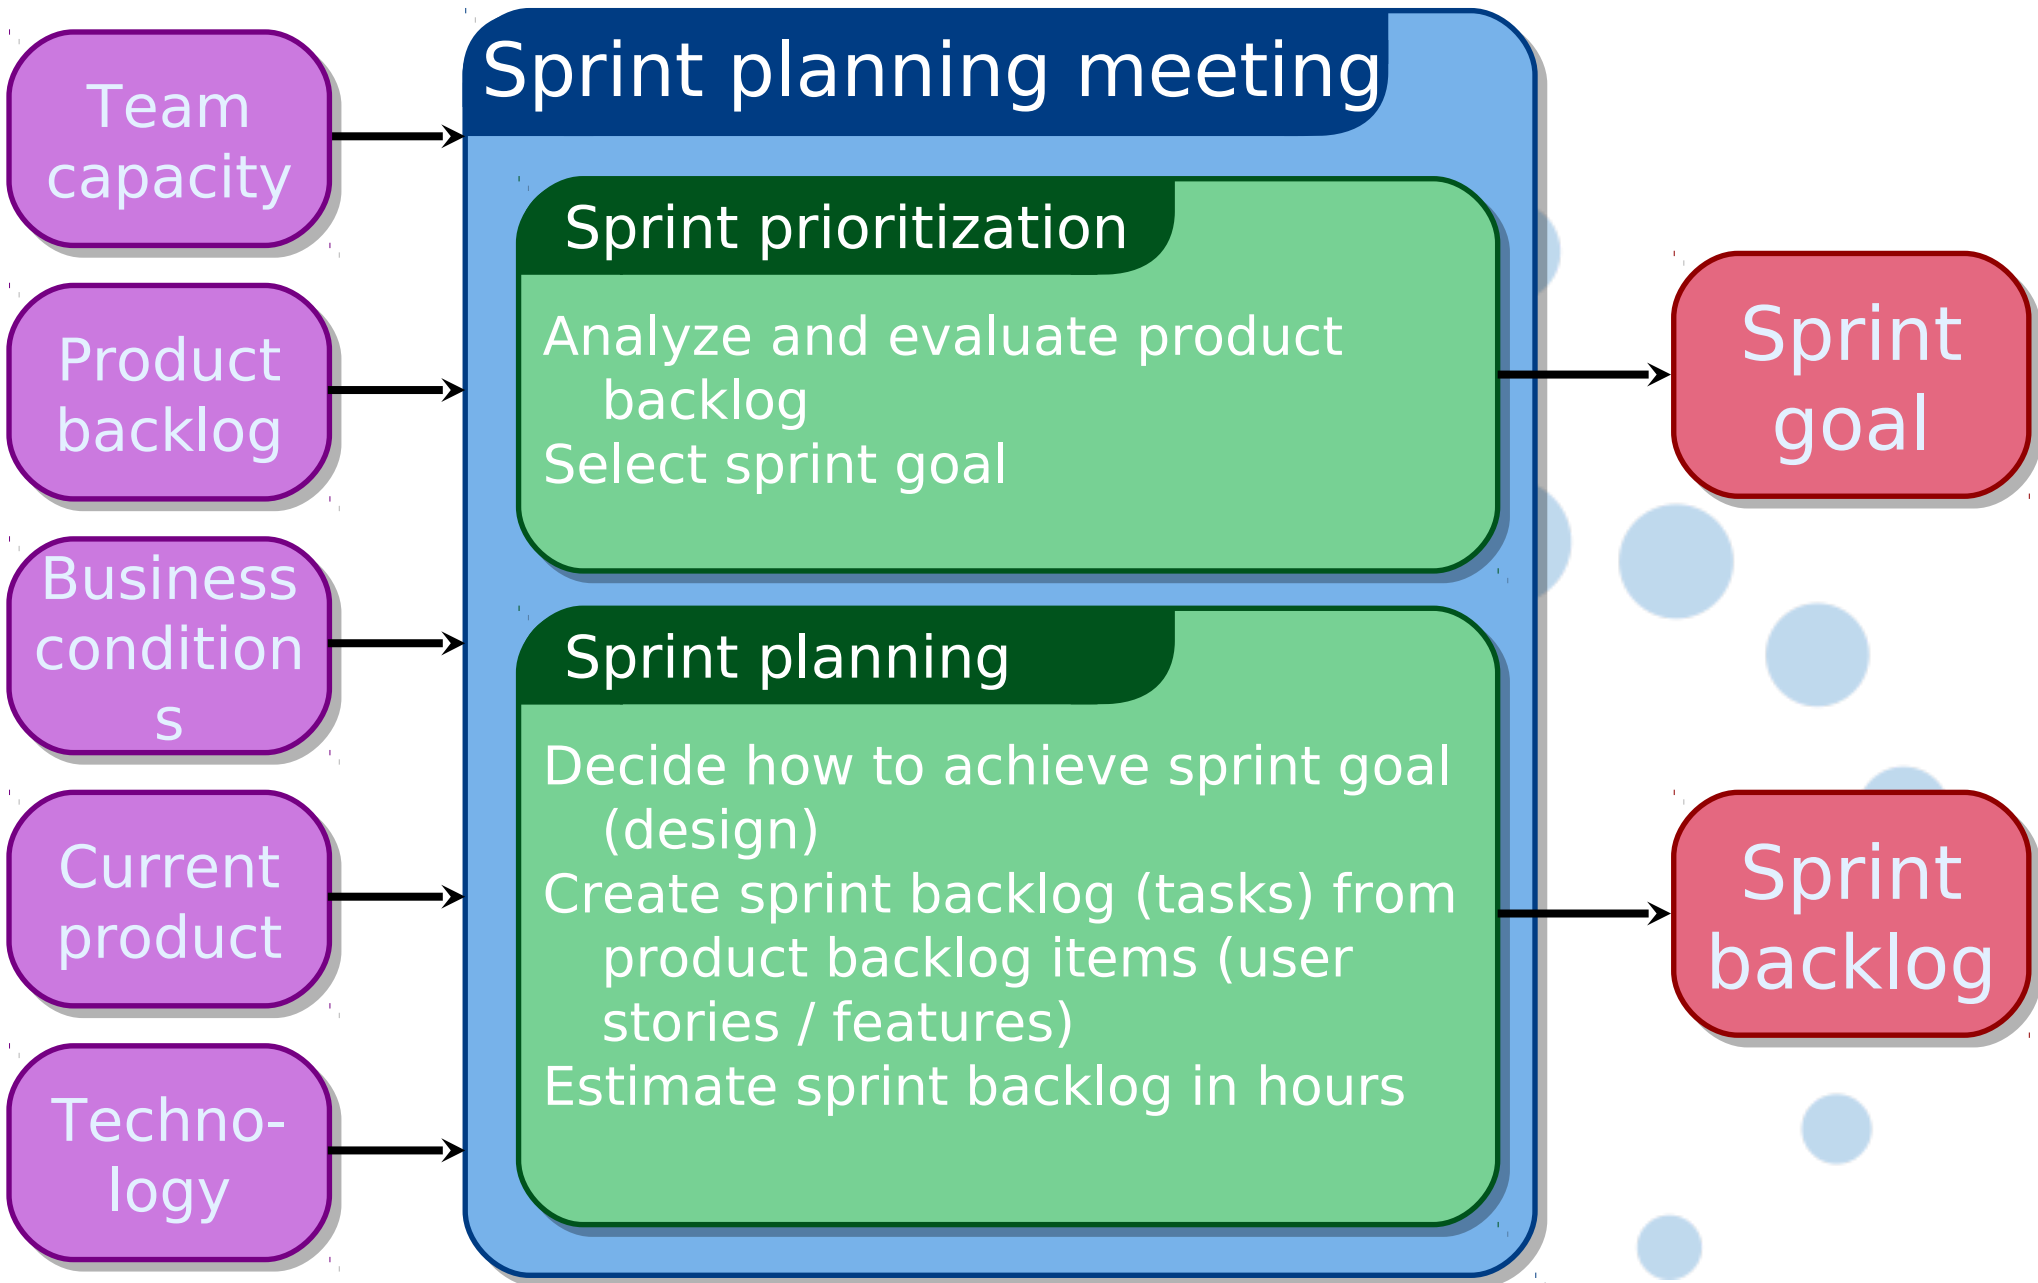 Team
capacity
Product
backlog
Business
condition
s
Current
product
Techno-
logy
Sprint planning meeting
Sprint prioritization
Analyze and evaluate product
backlog
Select sprint goal
Sprint planning
Decide how to achieve sprint goal
(design)
Create sprint backlog (tasks) from
product backlog items (user
stories / features)
Estimate sprint backlog in hours
Sprint
goal
Sprint
backlog